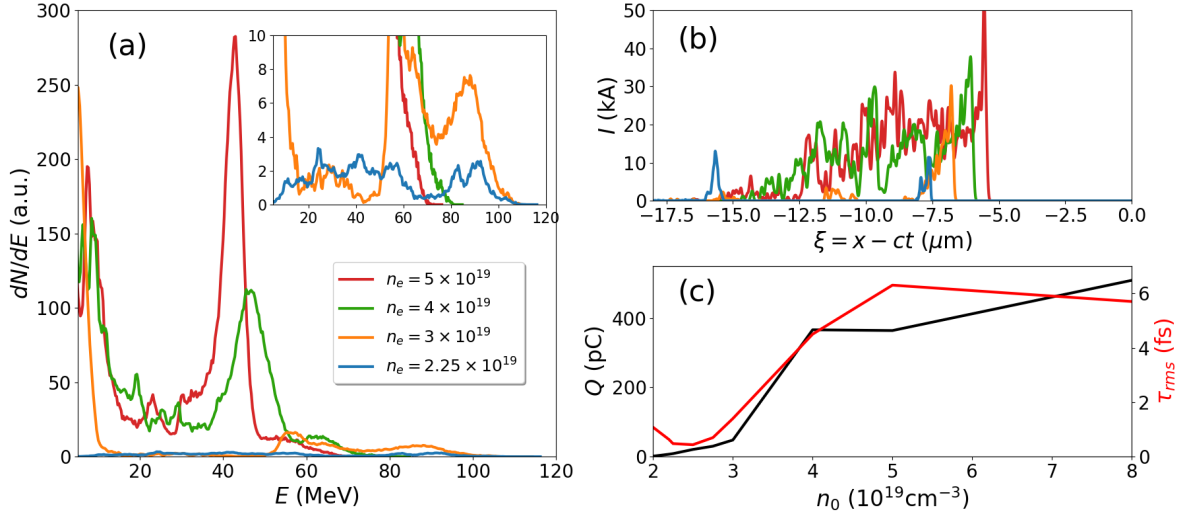 (a)
300
250
200
150
100
50
0
dN/dE (a.u.)
20 40 60 80 100 120
E (MeV)
10
8
6
4
2
0
20 40 60 80 100 120
n_e = 5 × 10^19
n_e = 4 × 10^19
n_e = 3 × 10^19
n_e = 2.25 × 10^19
(b)
50
40
30
20
10
0
I (kA)
−17.5 −15.0 −12.5 −10.0 −7.5 −5.0 −2.5 0.0
ξ = x − ct (μm)
(c)
400
200
0
Q (pC)
6
4
2
0
τ_rms (fs)
2 3 4 5 6 7 8
n_0 (10^19 cm^−3)